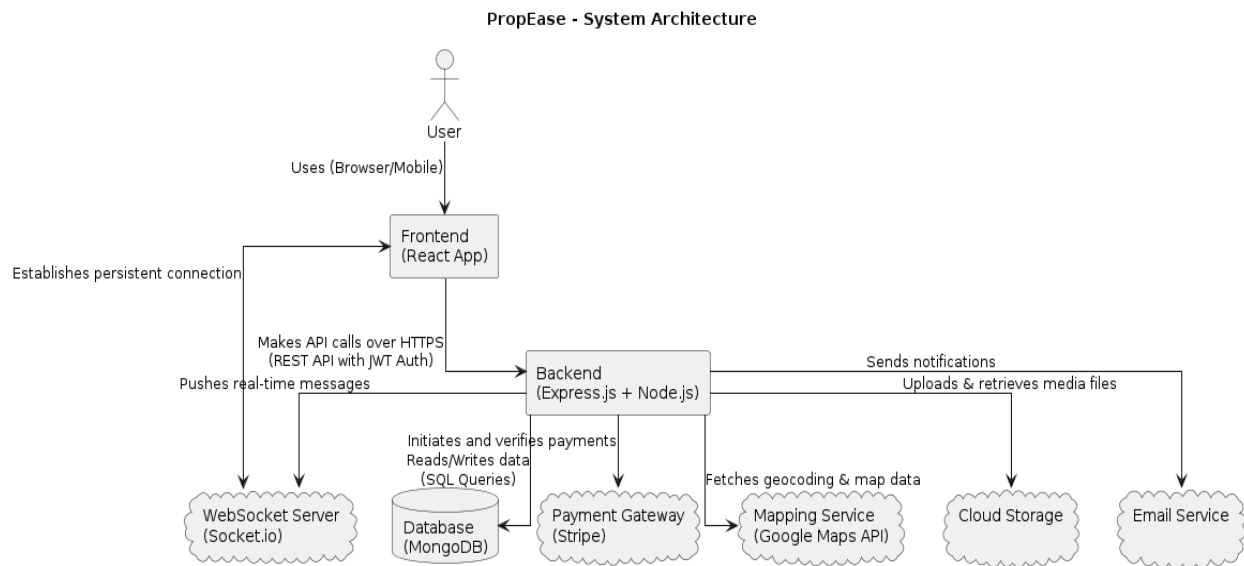 PropEase - System Architecture
User
Uses (Browser/Mobile)
Frontend
(React App)
Establishes persistent connection
Makes API calls over HTTPS
(REST API with JWT Auth)
Backend
(Express.js + Node.js)
Sends notifications
Pushes real-time messages
Uploads & retrieves media files
Initiates and verifies payments
Reads/Writes data
(SQL Queries)
Fetches geocoding & map data
WebSocket Server
(Socket.io)
Database
(MongoDB)
Payment Gateway
(Stripe)
Mapping Service
(Google Maps API)
Cloud Storage
Email Service